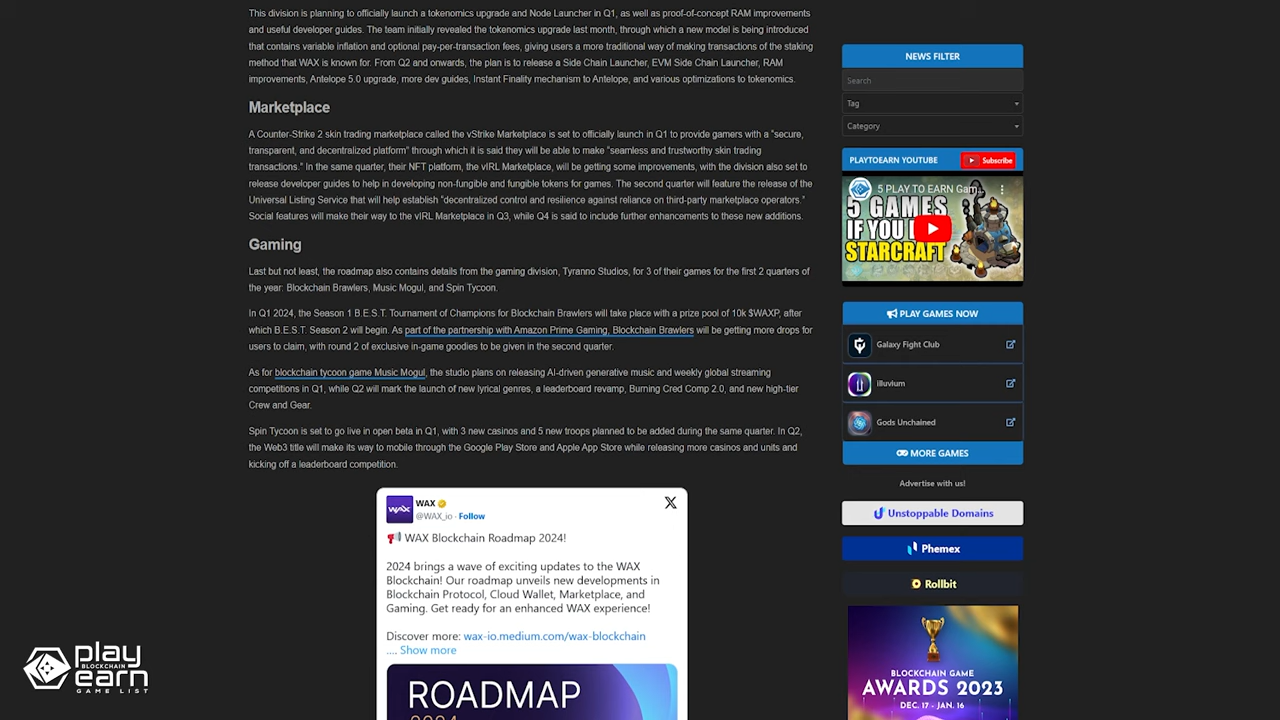 This division is planning to officially launch a tokenomics upgrade and Node Launcher in Q1, as well as proof-of-concept RAM improvements
and useful developer guides. The team initially revealed the tokenomics upgrade last month, through which a new model is being introduced
that contains variable inflation and optional pay-per-transaction fees, giving users a more traditional way of making transactions of the staking
method that WAX is known for. From Q2 and onwards, the plan is to release a Side Chain Launcher, EVM Side Chain Launcher, RAM
improvements, Antelope 5.0 upgrade, more dev guides, Instant Finality mechanism to Antelope, and various optimizations to tokenomics.
Marketplace
A Counter-Strike 2 skin trading marketplace called the vStrike Marketplace is set to officially launch in Q1 to provide gamers with a "secure,
transparent, and decentralized platform" through which it is said they will be able to make "seamless and trustworthy skin trading
transactions." In the same quarter, their NFT platform, the vIRL Marketplace, will be getting some improvements, with the division also set to
release developer guides to help in developing non-fungible and fungible tokens for games. The second quarter will feature the release of the
Universal Listing Service that will help establish "decentralized control and resilience against reliance on third-party marketplace operators."
Social features will make their way to the vIRL Marketplace in Q3, while Q4 is said to include further enhancements to these new additions.
Gaming
Last but not least, the roadmap also contains details from the gaming division, Tyranno Studios, for 3 of their games for the first 2 quarters of
the year: Blockchain Brawlers, Music Mogul, and Spin Tycoon.
In Q1 2024, the Season 1 B.E.S.T. Tournament of Champions for Blockchain Brawlers will take place with a prize pool of 10k $WAXP, after
which B.E.S.T. Season 2 will begin. As part of the partnership with Amazon Prime Gaming, Blockchain Brawlers will be getting more drops for
users to claim, with round 2 of exclusive in-game goodies to be given in the second quarter.
As for blockchain tycoon game Music Mogul, the studio plans on releasing AI-driven generative music and weekly global streaming
competitions in Q1, while Q2 will mark the launch of new lyrical genres, a leaderboard revamp, Burning Cred Comp 2.0, and new high-tier
Crew and Gear.
Spin Tycoon is set to go live in open beta in Q1, with 3 new casinos and 5 new troops planned to be added during the same quarter. In Q2,
the Web3 title will make its way to mobile through the Google Play Store and Apple App Store while releasing more casinos and units and
kicking off a leaderboard competition.
WAX
@WAX_io · Follow
WAX Blockchain Roadmap 2024!
2024 brings a wave of exciting updates to the WAX
Blockchain! Our roadmap unveils new developments in
Blockchain Protocol, Cloud Wallet, Marketplace, and
Gaming. Get ready for an enhanced WAX experience!
Discover more: wax-io.medium.com/wax-blockchain
.... Show more
ROADMAP
2024
NEWS FILTER
Search
Tag
Category
PLAYTOEARN YOUTUBE
Subscribe
5 PLAY TO EARN Gam...
5 GAMES
IF YOU
STARCRAFT
PLAY GAMES NOW
Galaxy Fight Club
Illuvium
Gods Unchained
MORE GAMES
Advertise with us!
Unstoppable Domains
Phemex
Rollbit
BLOCKCHAIN GAME
AWARDS 2023
DEC. 17 - JAN. 16
play
BLOCKCHAIN
earn
GAME LIST